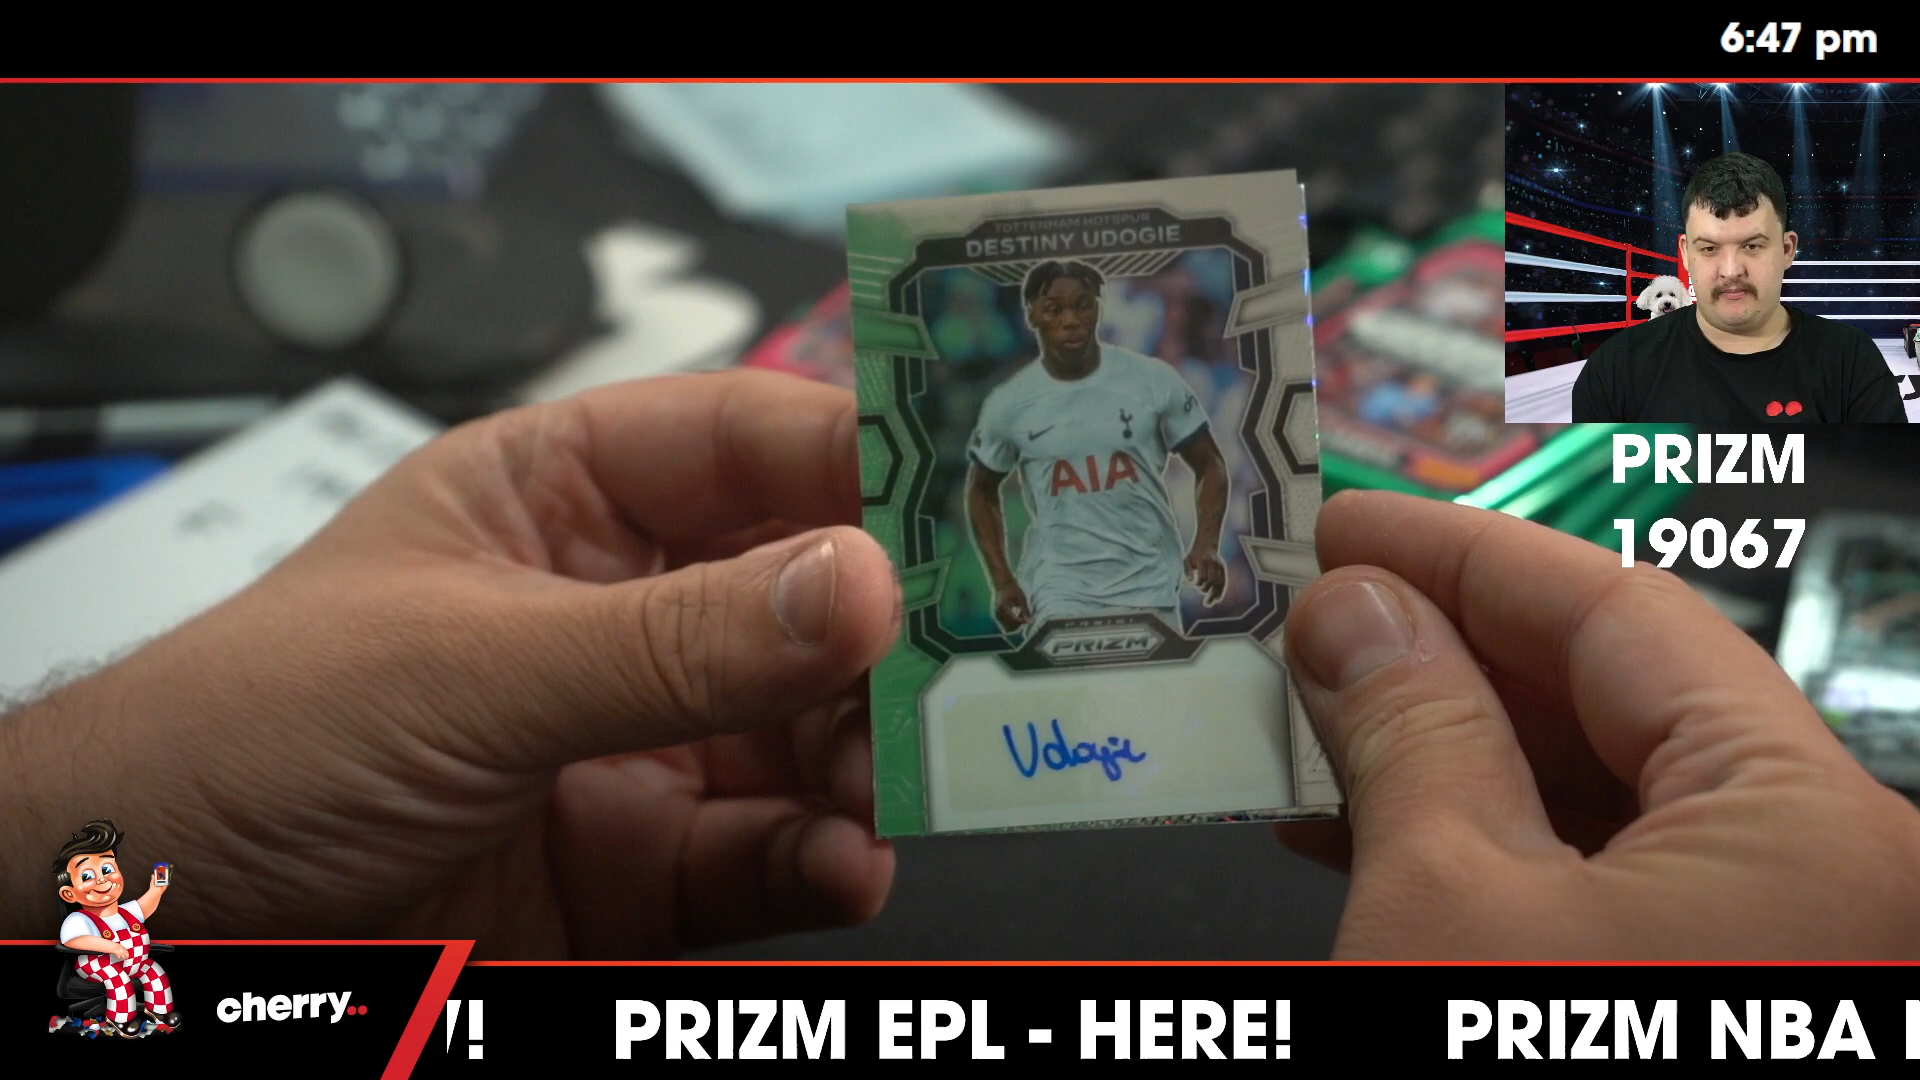 6:47 pm
TOTTENHAM HOTSPUR
DESTINY UDOGIE
AIA
PANINI
PRIZM
Udogie
PRIZM
19067
cherry..
! PRIZM EPL - HERE! PRIZM NBA